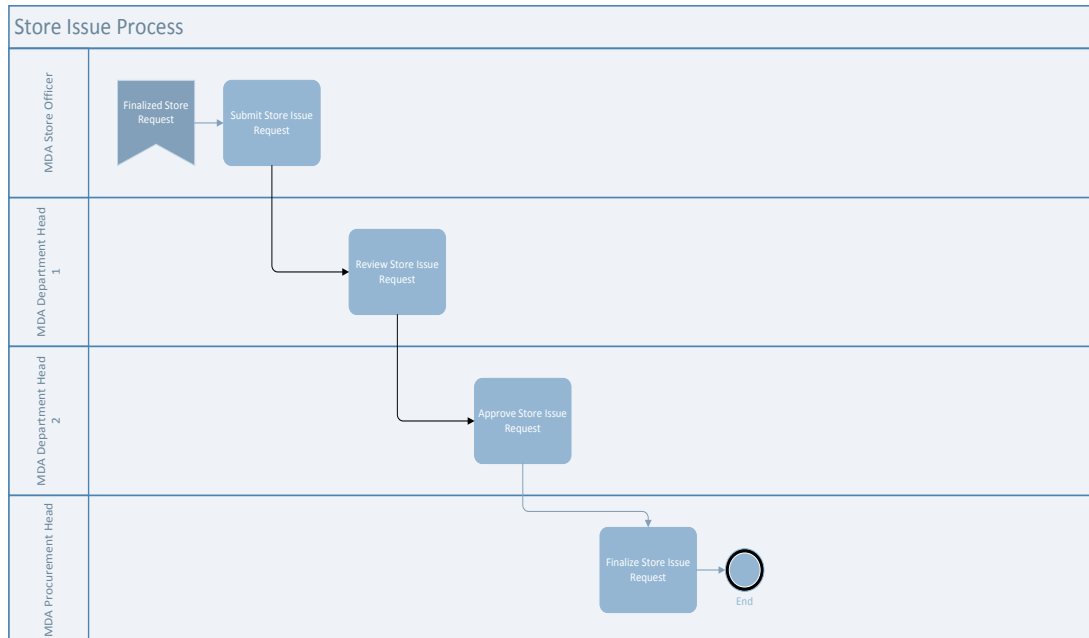 Store Issue Process
MDA Store Officer
Finalized Store
Request
Submit Store Issue
Request
MDA Department Head
1
Review Store Issue
Request
MDA Department Head
2
Approve Store Issue
Request
MDA Procurement Head
Finalize Store Issue
Request
End